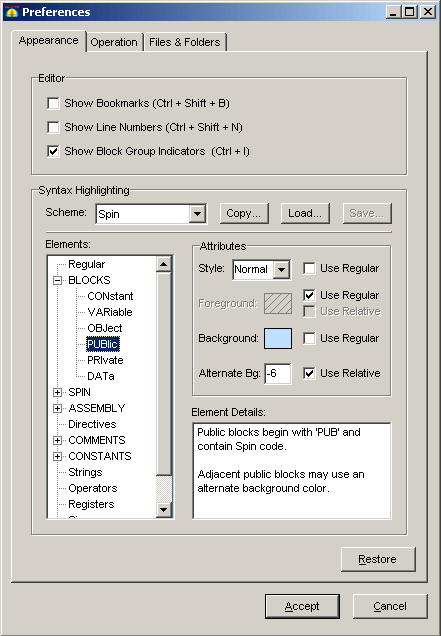 Preferences
Appearance Operation Files & Folders
Editor
Show Bookmarks (Ctrl + Shift + B)
Show Line Numbers (Ctrl + Shift + N)
Show Block Group Indicators (Ctrl + I)
Syntax Highlighting
Scheme: Spin Copy... Load... Save...
Elements:
Regular
BLOCKS
CONstant
VARiable
OBJect
PUBlic
PRIvate
DATa
SPIN
ASSEMBLY
Directives
COMMENTS
CONSTANTS
Strings
Operators
Registers
Attributes
Style: Normal Use Regular
Foreground: Use Regular
Use Relative
Background: Use Regular
Alternate Bg: -6 Use Relative
Element Details:
Public blocks begin with 'PUB' and
contain Spin code.
Adjacent public blocks may use an
alternate background color.
Restore
Accept Cancel